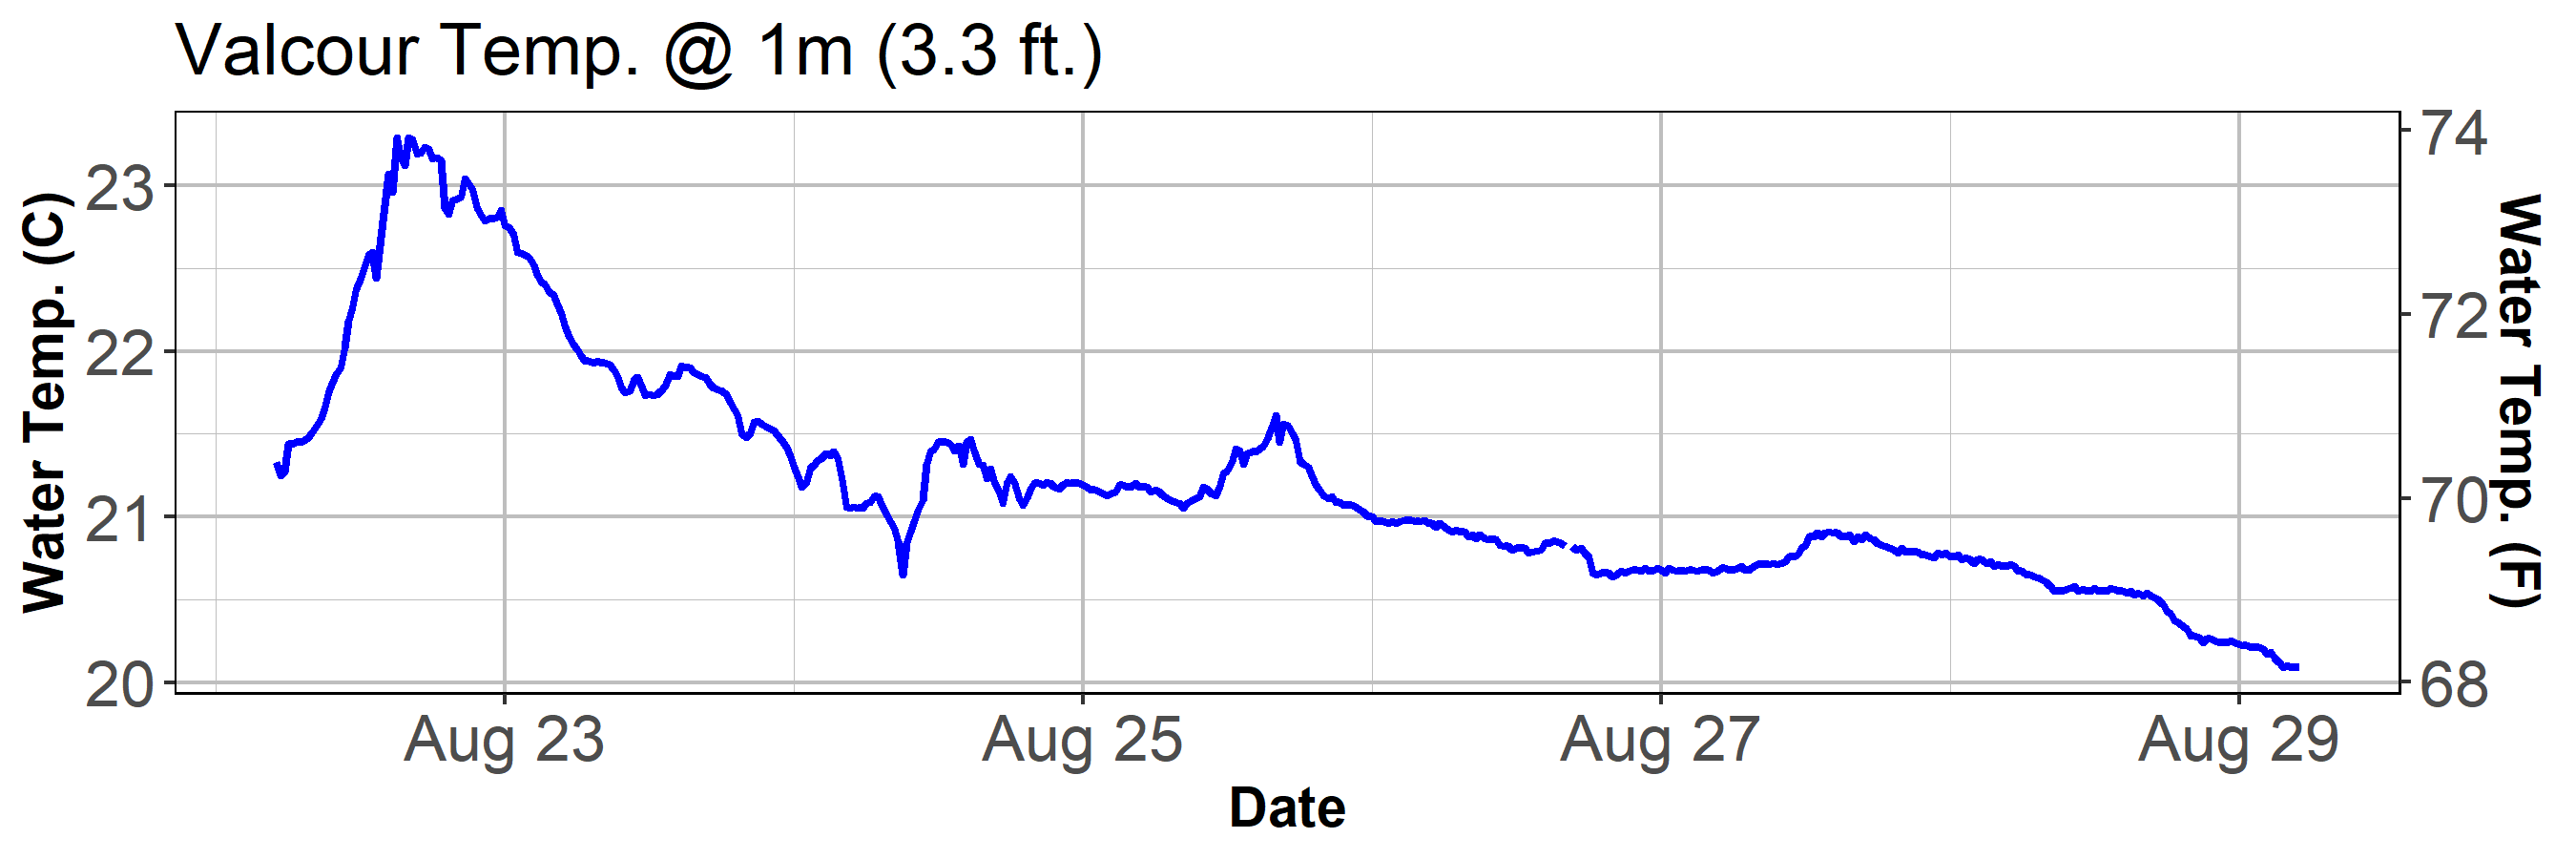 Valcour Temp. @ 1m (3.3 ft.)
Water Temp. (C)
23
22
21
20
74
72
70
68
Water Temp. (F)
Aug 23
Aug 25
Aug 27
Aug 29
Date